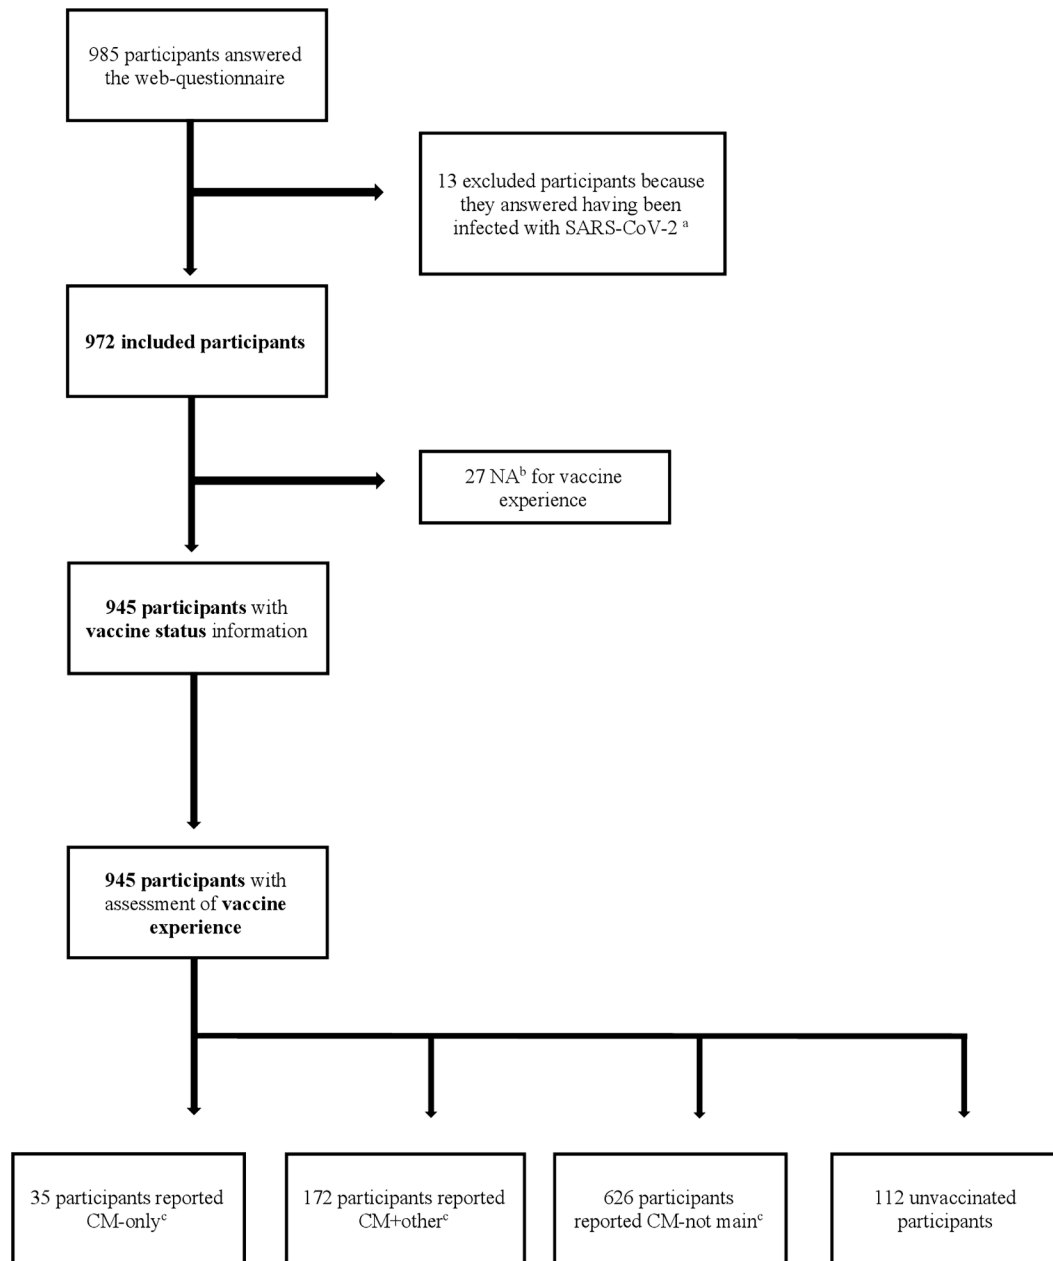 985 participants answered
the web-questionnaire
13 excluded participants because
they answered having been
infected with SARS-CoV-2 ᵃ
972 included participants
27 NAᵇ for vaccine
experience
945 participants with
vaccine status information
945 participants with
assessment of vaccine
experience
35 participants reported
CM-onlyᶜ
172 participants reported
CM+otherᶜ
626 participants
reported CM-not mainᶜ
112 unvaccinated
participants